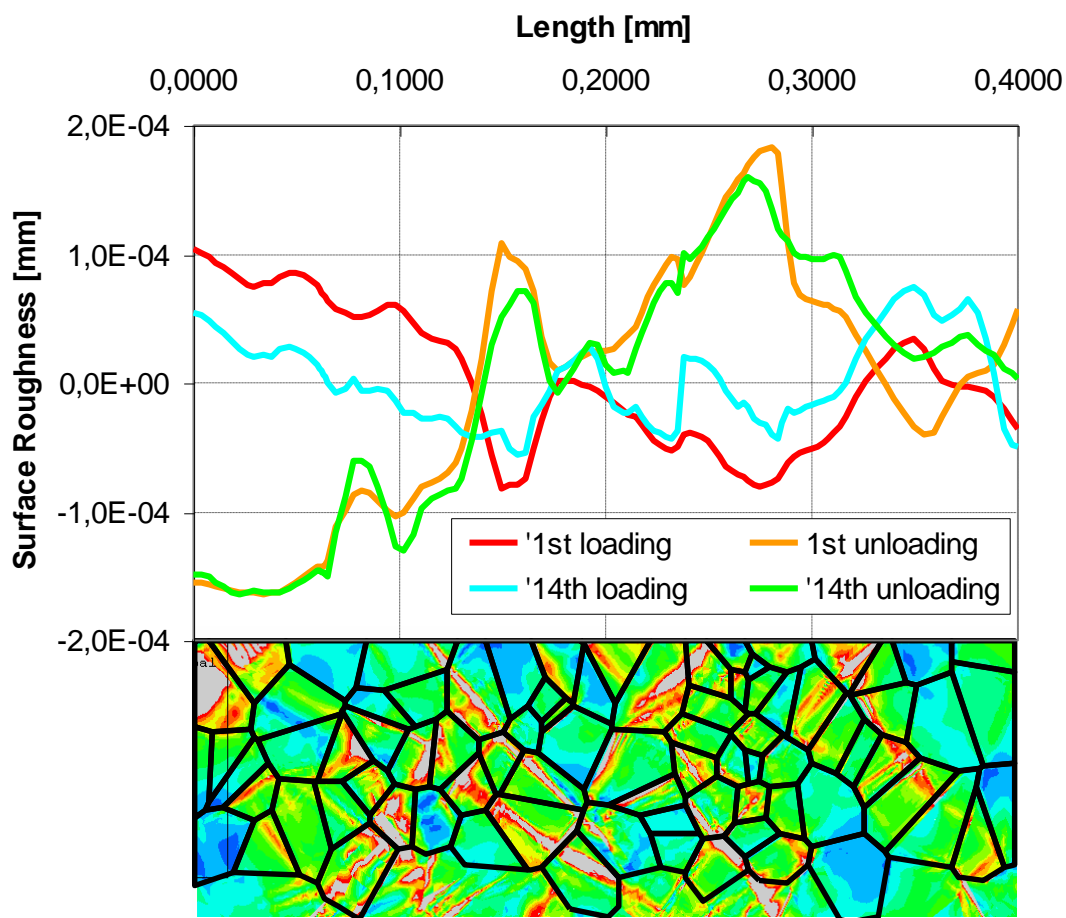 Length [mm]
0,0000 0,1000 0,2000 0,3000 0,4000
2,0E-04
1,0E-04
0,0E+00
-1,0E-04
-2,0E-04
Surface Roughness [mm]
'1st loading 1st unloading
'14th loading '14th unloading